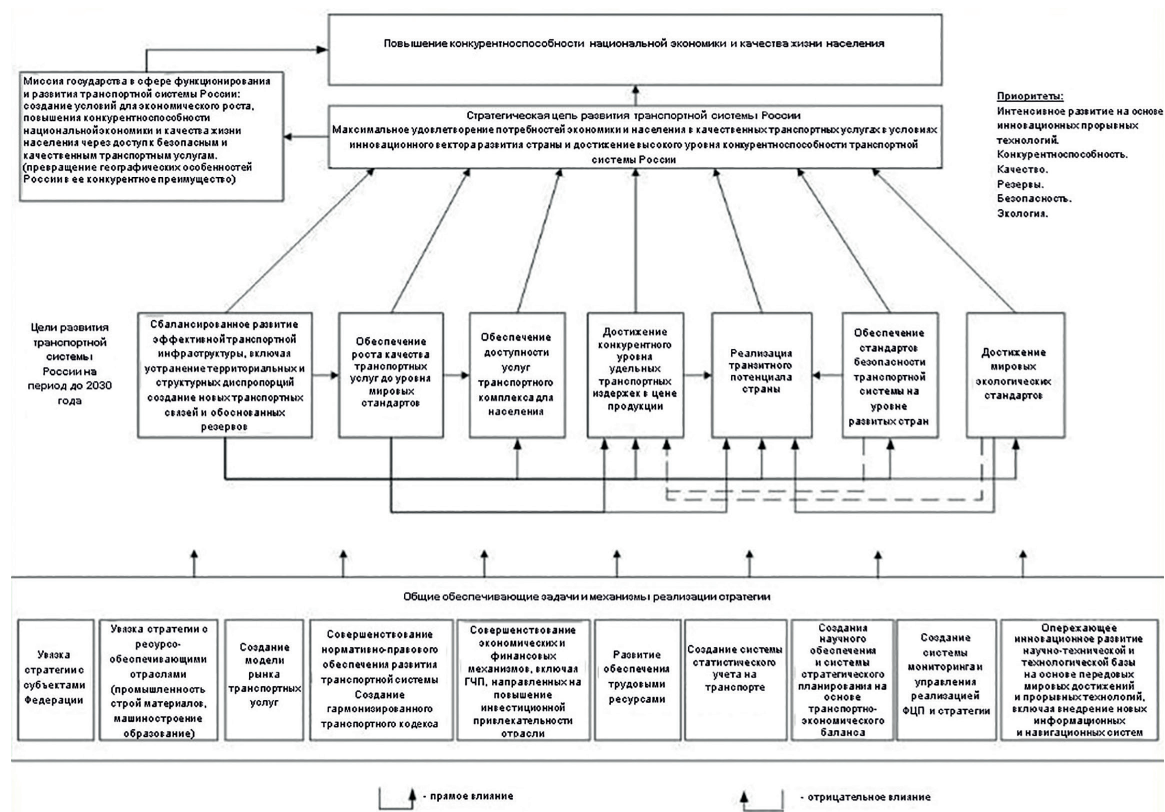 Повышение конкурентноспособности национальной экономики и качества жизни населения
Миссия государства в сфере функционирования
и развития транспортной системы России:
создание условий для экономического роста,
повышения конкурентноспособности
национальной экономики и качества жизни
населения через доступ к безопасным и
качественным транспортным услугам.
(превращение географических особенностей
России в ее конкурентное преимущество)
Стратегическая цель развития транспортной системы России
Максимальное удовлетворение потребностей экономики и населения в качественных транспортных услугах в условиях
инновационного вектора развития страны и достижение высокого уровня конкурентноспособности транспортной
системы России
Приоритеты:
Интенсивное развитие на основе
инновационных прорывных
технологий.
Конкурентноспособность.
Качество.
Резервы.
Безопасность.
Экология.
Цели развития
транспортной
системы
России на
период до 2030
года
Сбалансированное развитие
эффективной транспортной
инфраструктуры, включая
устранение территориальных и
структурных диспропорций
создание новых транспортных
связей и обоснованных
резервов
Обеспечение
роста качества
транспортных
услуг до уровня
мировых
стандартов
Обеспечение
доступности
услуг
транспортного
комплекса для
населения
Достижение
конкурентного
уровня
удельных
транспортных
издержек в цене
продукции
Реализация
транзитного
потенциала
страны
Обеспечение
стандартов
безопасности
транспортной
системы на
уровне
развитых стран
Достижение
мировых
экологических
стандартов
Общие обеспечивающие задачи и механизмы реализации стратегии
Увязка
стратегии с
субъектами
Федерации
Увязка стратегии о
ресурсо-
обеспечивающими
отраслями
(промышленность
строй материалов,
машиностроение
образование)
Создание
модели
рынка
транспортных
услуг
Совершенствование
нормативно-правового
обеспечения развития
транспортной системы
Создание
гармонизированного
транспортного кодекса
Совершенствование
экономических и
финансовых
механизмов, включая
ГЧП, направленных на
повышение
инвестиционной
привлекательности
отрасли
Развитие
обеспечения
трудовыми
ресурсами
Создание системы
статистического
учета на
транспорте
Создания
научного
обеспечения
и системы
стратегического
планирования на
основе
транспортно-
экономического
баланса
Создание
системы
мониторинга и
управления
реализацией
ФЦП и стратегии
Опережающее
инновационное развитие
научно-технической и
технологической базы
на основе передовых
мировых достижений
и прорывных технологий,
включая внедрение новых
информационных
и навигационных систем
- прямое влияние
- отрицательное влияние